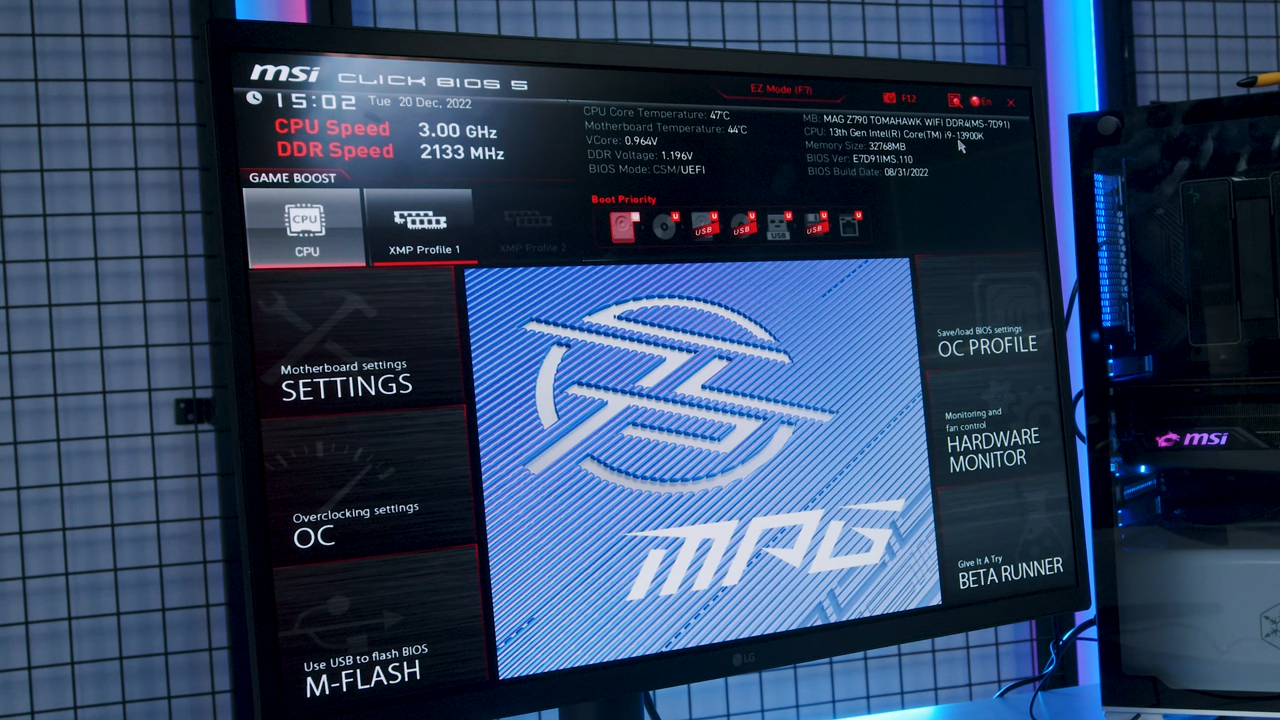 msi CLICK BIOS 5
EZ Mode (F7)
F12
En
X
15:02 Tue 20 Dec, 2022
CPU Speed 3.00 GHz
DDR Speed 2133 MHz
CPU Core Temperature: 47°C
Motherboard Temperature: 44°C
VCore: 0.964V
DDR Voltage: 1.196V
BIOS Mode: CSM/UEFI
MB: MAG Z790 TOMAHAWK WIFI DDR4(MS-7D91)
CPU: 13th Gen Intel(R) Core(TM) i9-13900K
Memory Size: 32768MB
BIOS Ver: E7D91IMS.110
BIOS Build Date: 08/31/2022
GAME BOOST
CPU
CPU
XMP Profile 1
XMP Profile 2
Boot Priority
U
U USB
U USB
U USB
U USB
U
Motherboard settings
SETTINGS
Overclocking settings
OC
Use USB to flash BIOS
M-FLASH
MPG
Save/load BIOS settings
OC PROFILE
Monitoring and
fan control
HARDWARE
MONITOR
Give It A Try
BETA RUNNER
LG
msi